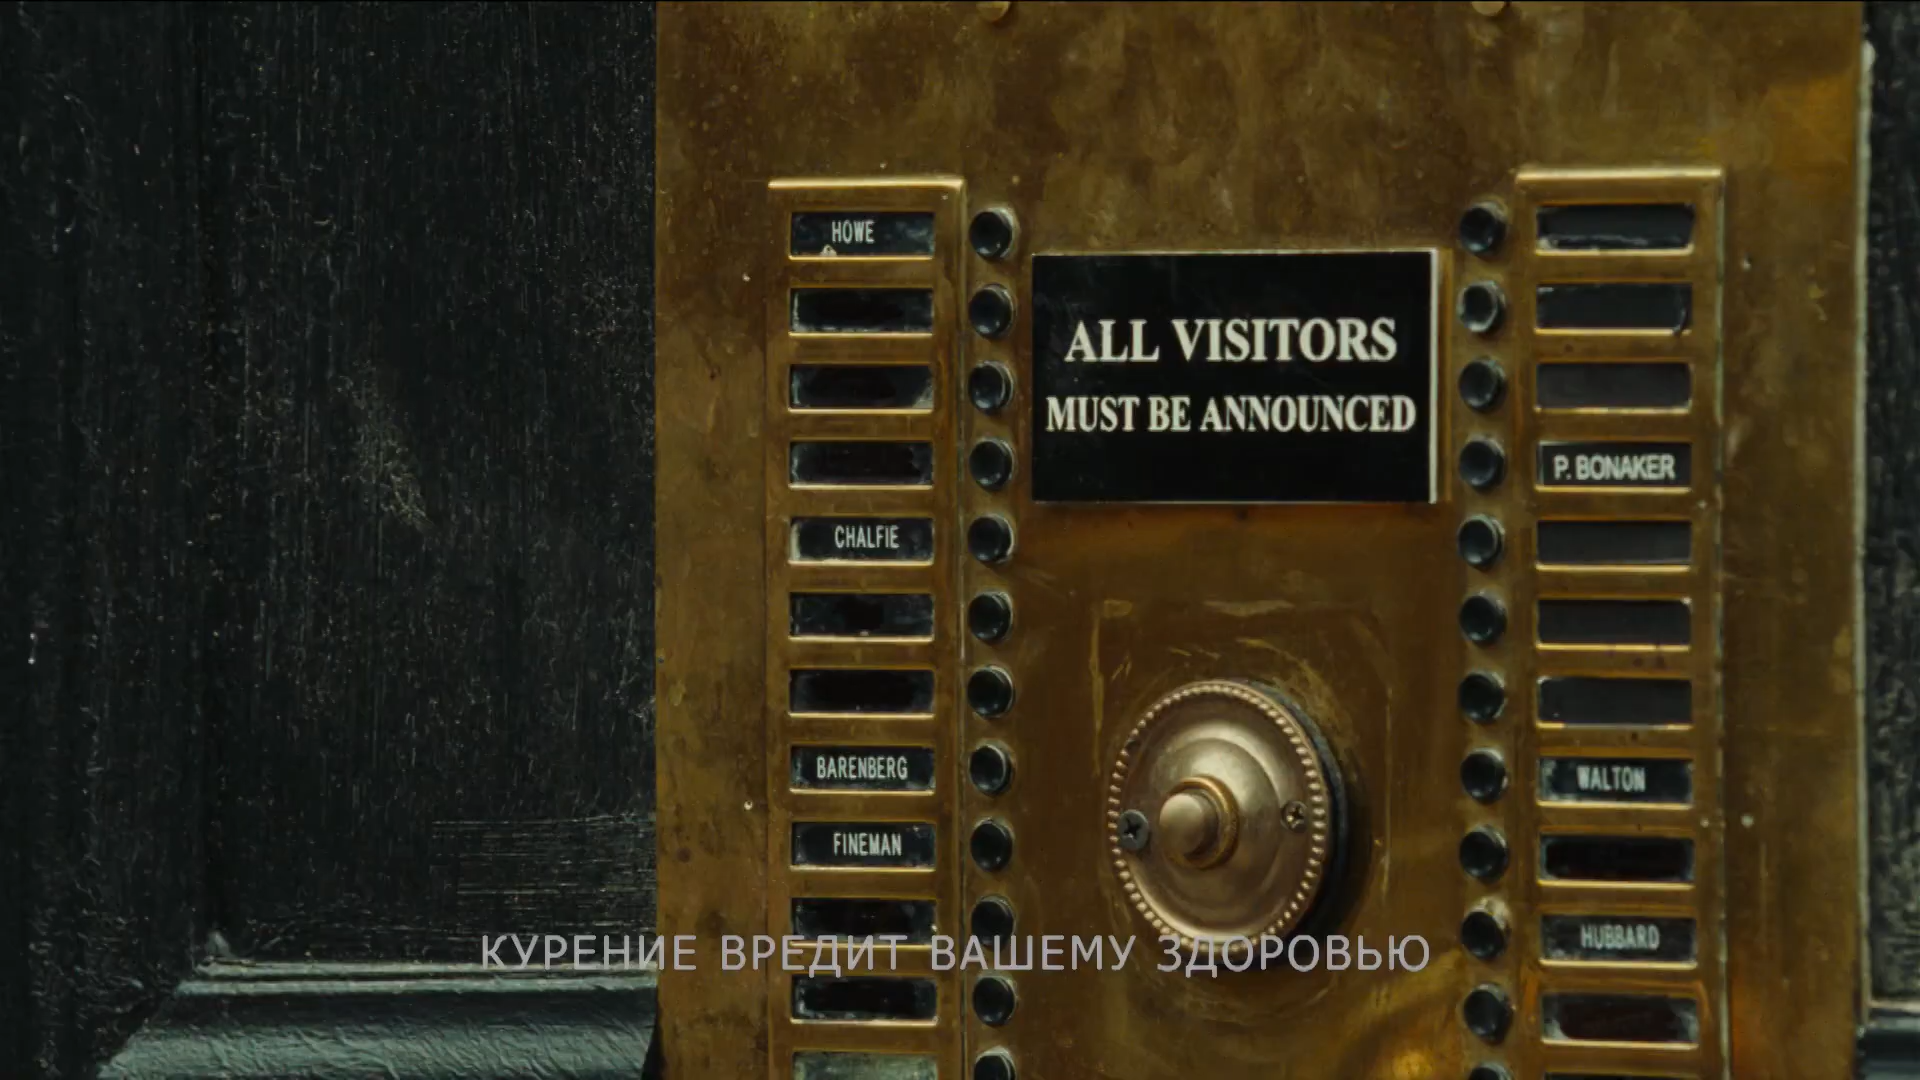 HOWE
ALL VISITORS
MUST BE ANNOUNCED
P. BONAKER
CHALFIE
BARENBERG
WALTON
FINEMAN
HUBBARD
КУРЕНИЕ ВРЕДИТ ВАШЕМУ ЗДОРОВЬЮ